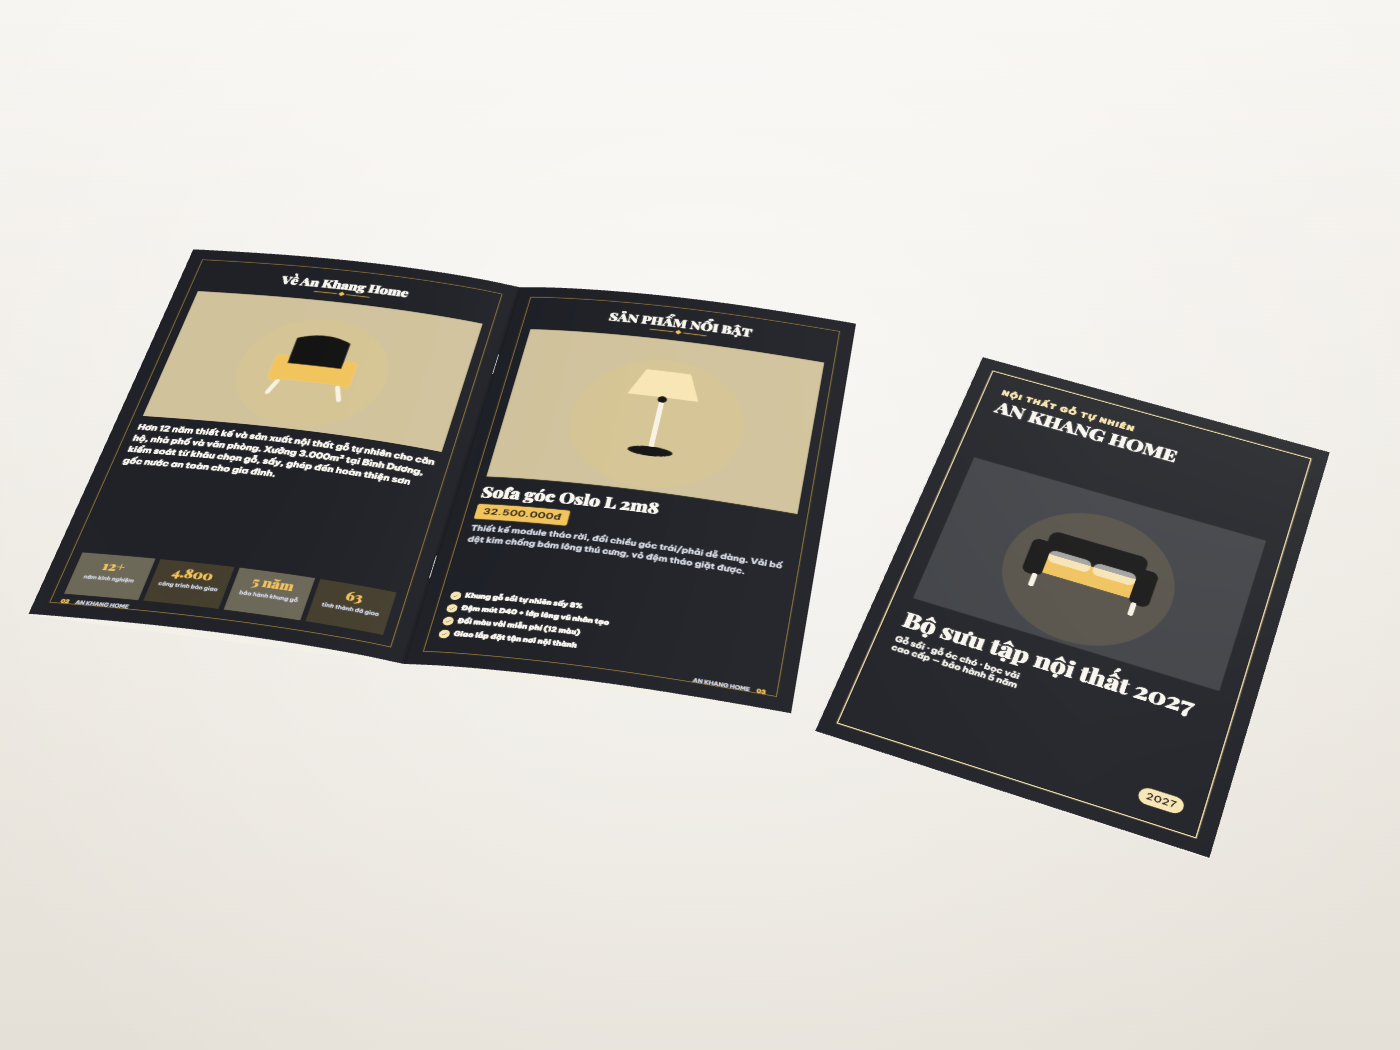 Về An Khang Home
Hơn 12 năm thiết kế và sản xuất nội thất gỗ tự nhiên cho căn
hộ, nhà phố và văn phòng. Xưởng 3.000m² tại Bình Dương,
kiểm soát từ khâu chọn gỗ, sấy, ghép đến hoàn thiện sơn
gốc nước an toàn cho gia đình.
12+
năm kinh nghiệm
4.800
công trình bàn giao
5 năm
bảo hành khung gỗ
63
tỉnh thành đã giao
02 AN KHANG HOME
SẢN PHẨM NỔI BẬT
Sofa góc Oslo L 2m8
32.500.000đ
Thiết kế module tháo rời, đổi chiều góc trái/phải dễ dàng. Vải bố
dệt kim chống bám lông thú cưng, vỏ đệm tháo giặt được.
Khung gỗ sồi tự nhiên sấy 8%
Đệm mút D40 + lớp lông vũ nhân tạo
Đổi màu vải miễn phí (12 màu)
Giao lắp đặt tận nơi nội thành
AN KHANG HOME 03
NỘI THẤT GỖ TỰ NHIÊN
AN KHANG HOME
Bộ sưu tập nội thất 2027
Gỗ sồi · gỗ óc chó · bọc vải
cao cấp — bảo hành 5 năm
2027